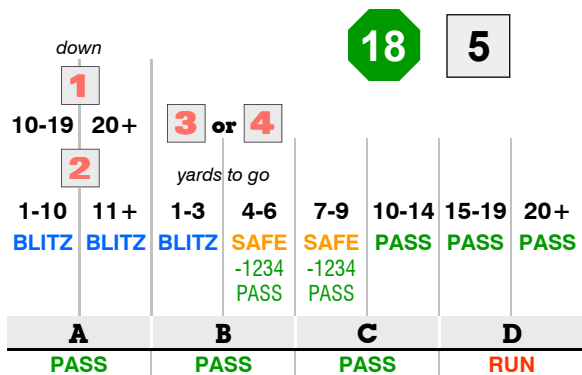 18 5
down
1
10-19 20+ 3 or 4
2 yards to go
1-10 11+ 1-3 4-6 7-9 10-14 15-19 20+
BLITZ BLITZ BLITZ SAFE SAFE PASS PASS PASS
-1234 -1234
PASS PASS
A B C D
PASS PASS PASS RUN